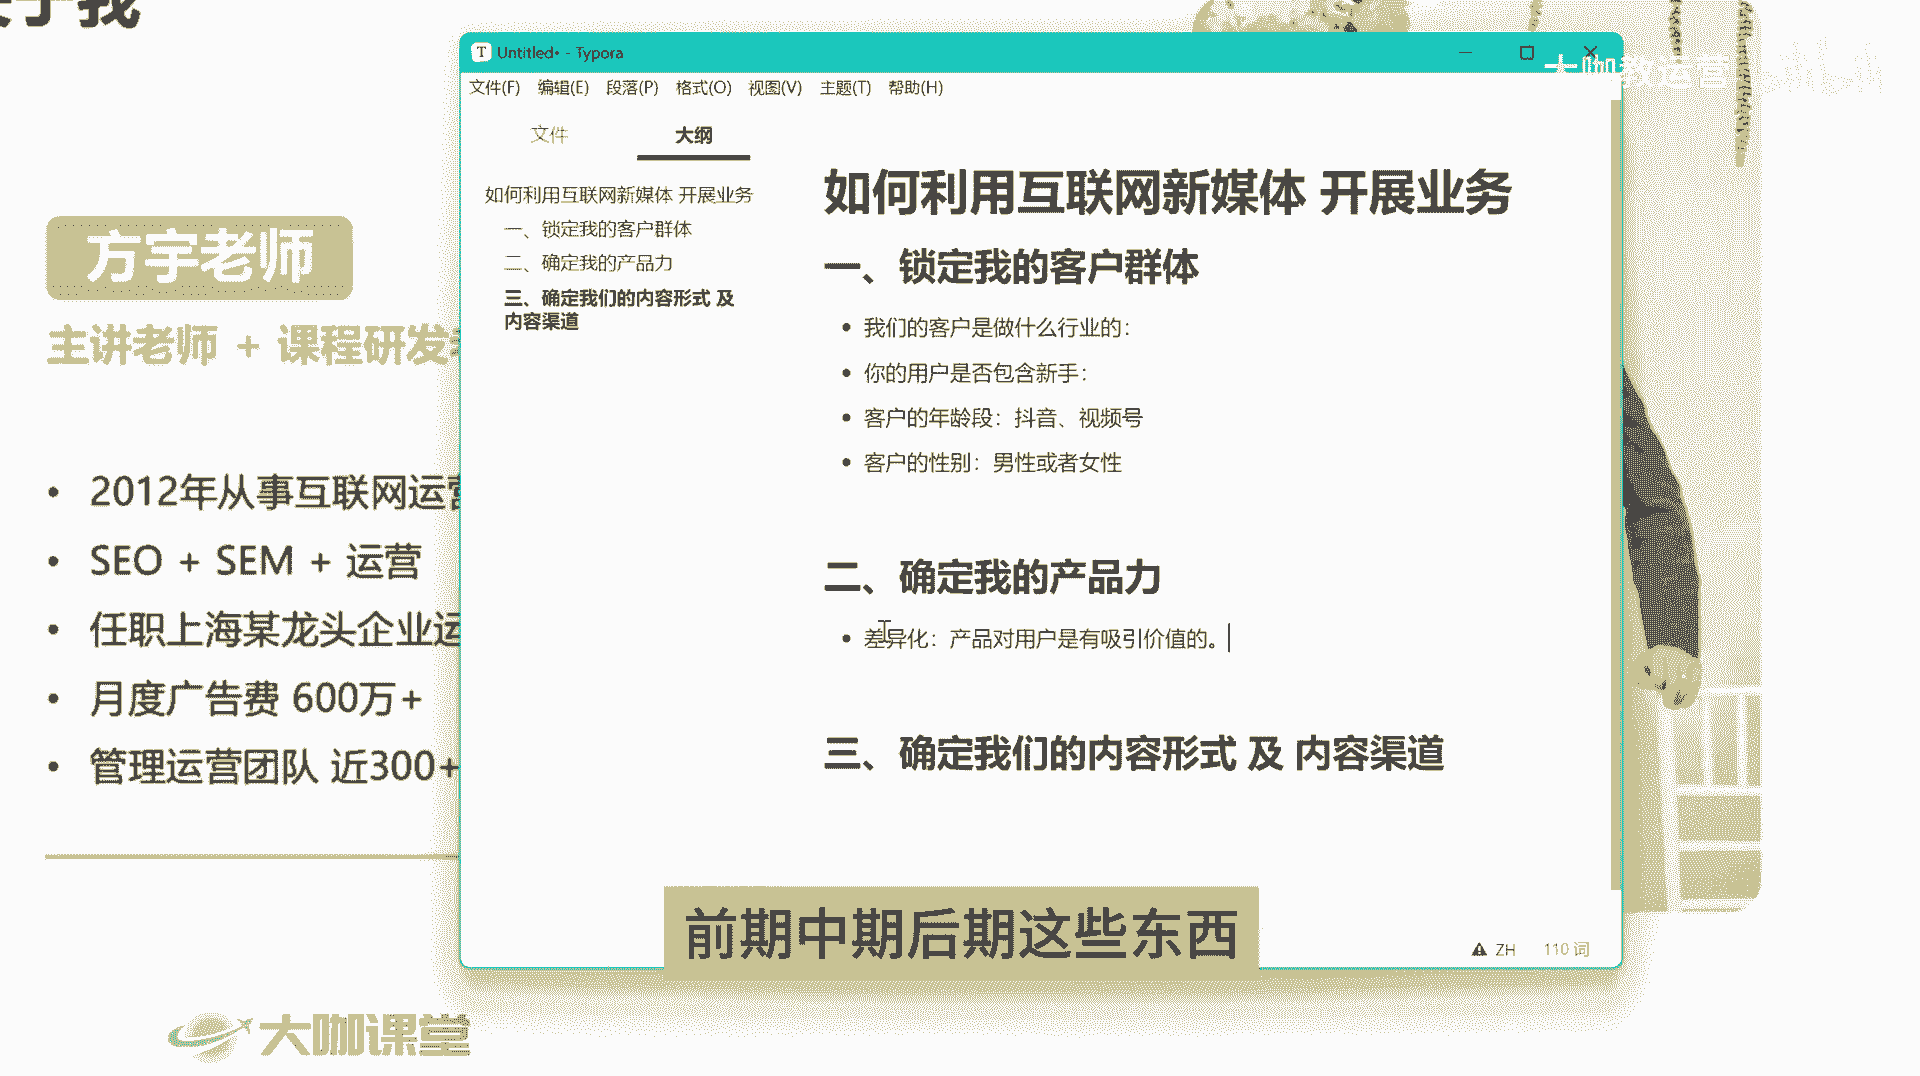 方宇老师
主讲老师 + 课程研发
2012年从事互联网运营
SEO + SEM + 运营
任职上海某龙头企业运
月度广告费 600万+
管理运营团队 近300+
大咖课堂
Untitled• - Typora
文件(F) 编辑(E) 段落(P) 格式(O) 视图(V) 主题(T) 帮助(H)
文件 大纲
如何利用互联网新媒体 开展业务
一、锁定我的客户群体
二、确定我的产品力
三、确定我们的内容形式 及
内容渠道
如何利用互联网新媒体 开展业务
一、锁定我的客户群体
我们的客户是做什么行业的：
你的用户是否包含新手：
客户的年龄段：抖音、视频号
客户的性别：男性或者女性
二、确定我的产品力
差异化：产品对用户是有吸引价值的。
三、确定我们的内容形式 及 内容渠道
ZH 110 词
大咖教运营
前期中期后期这些东西